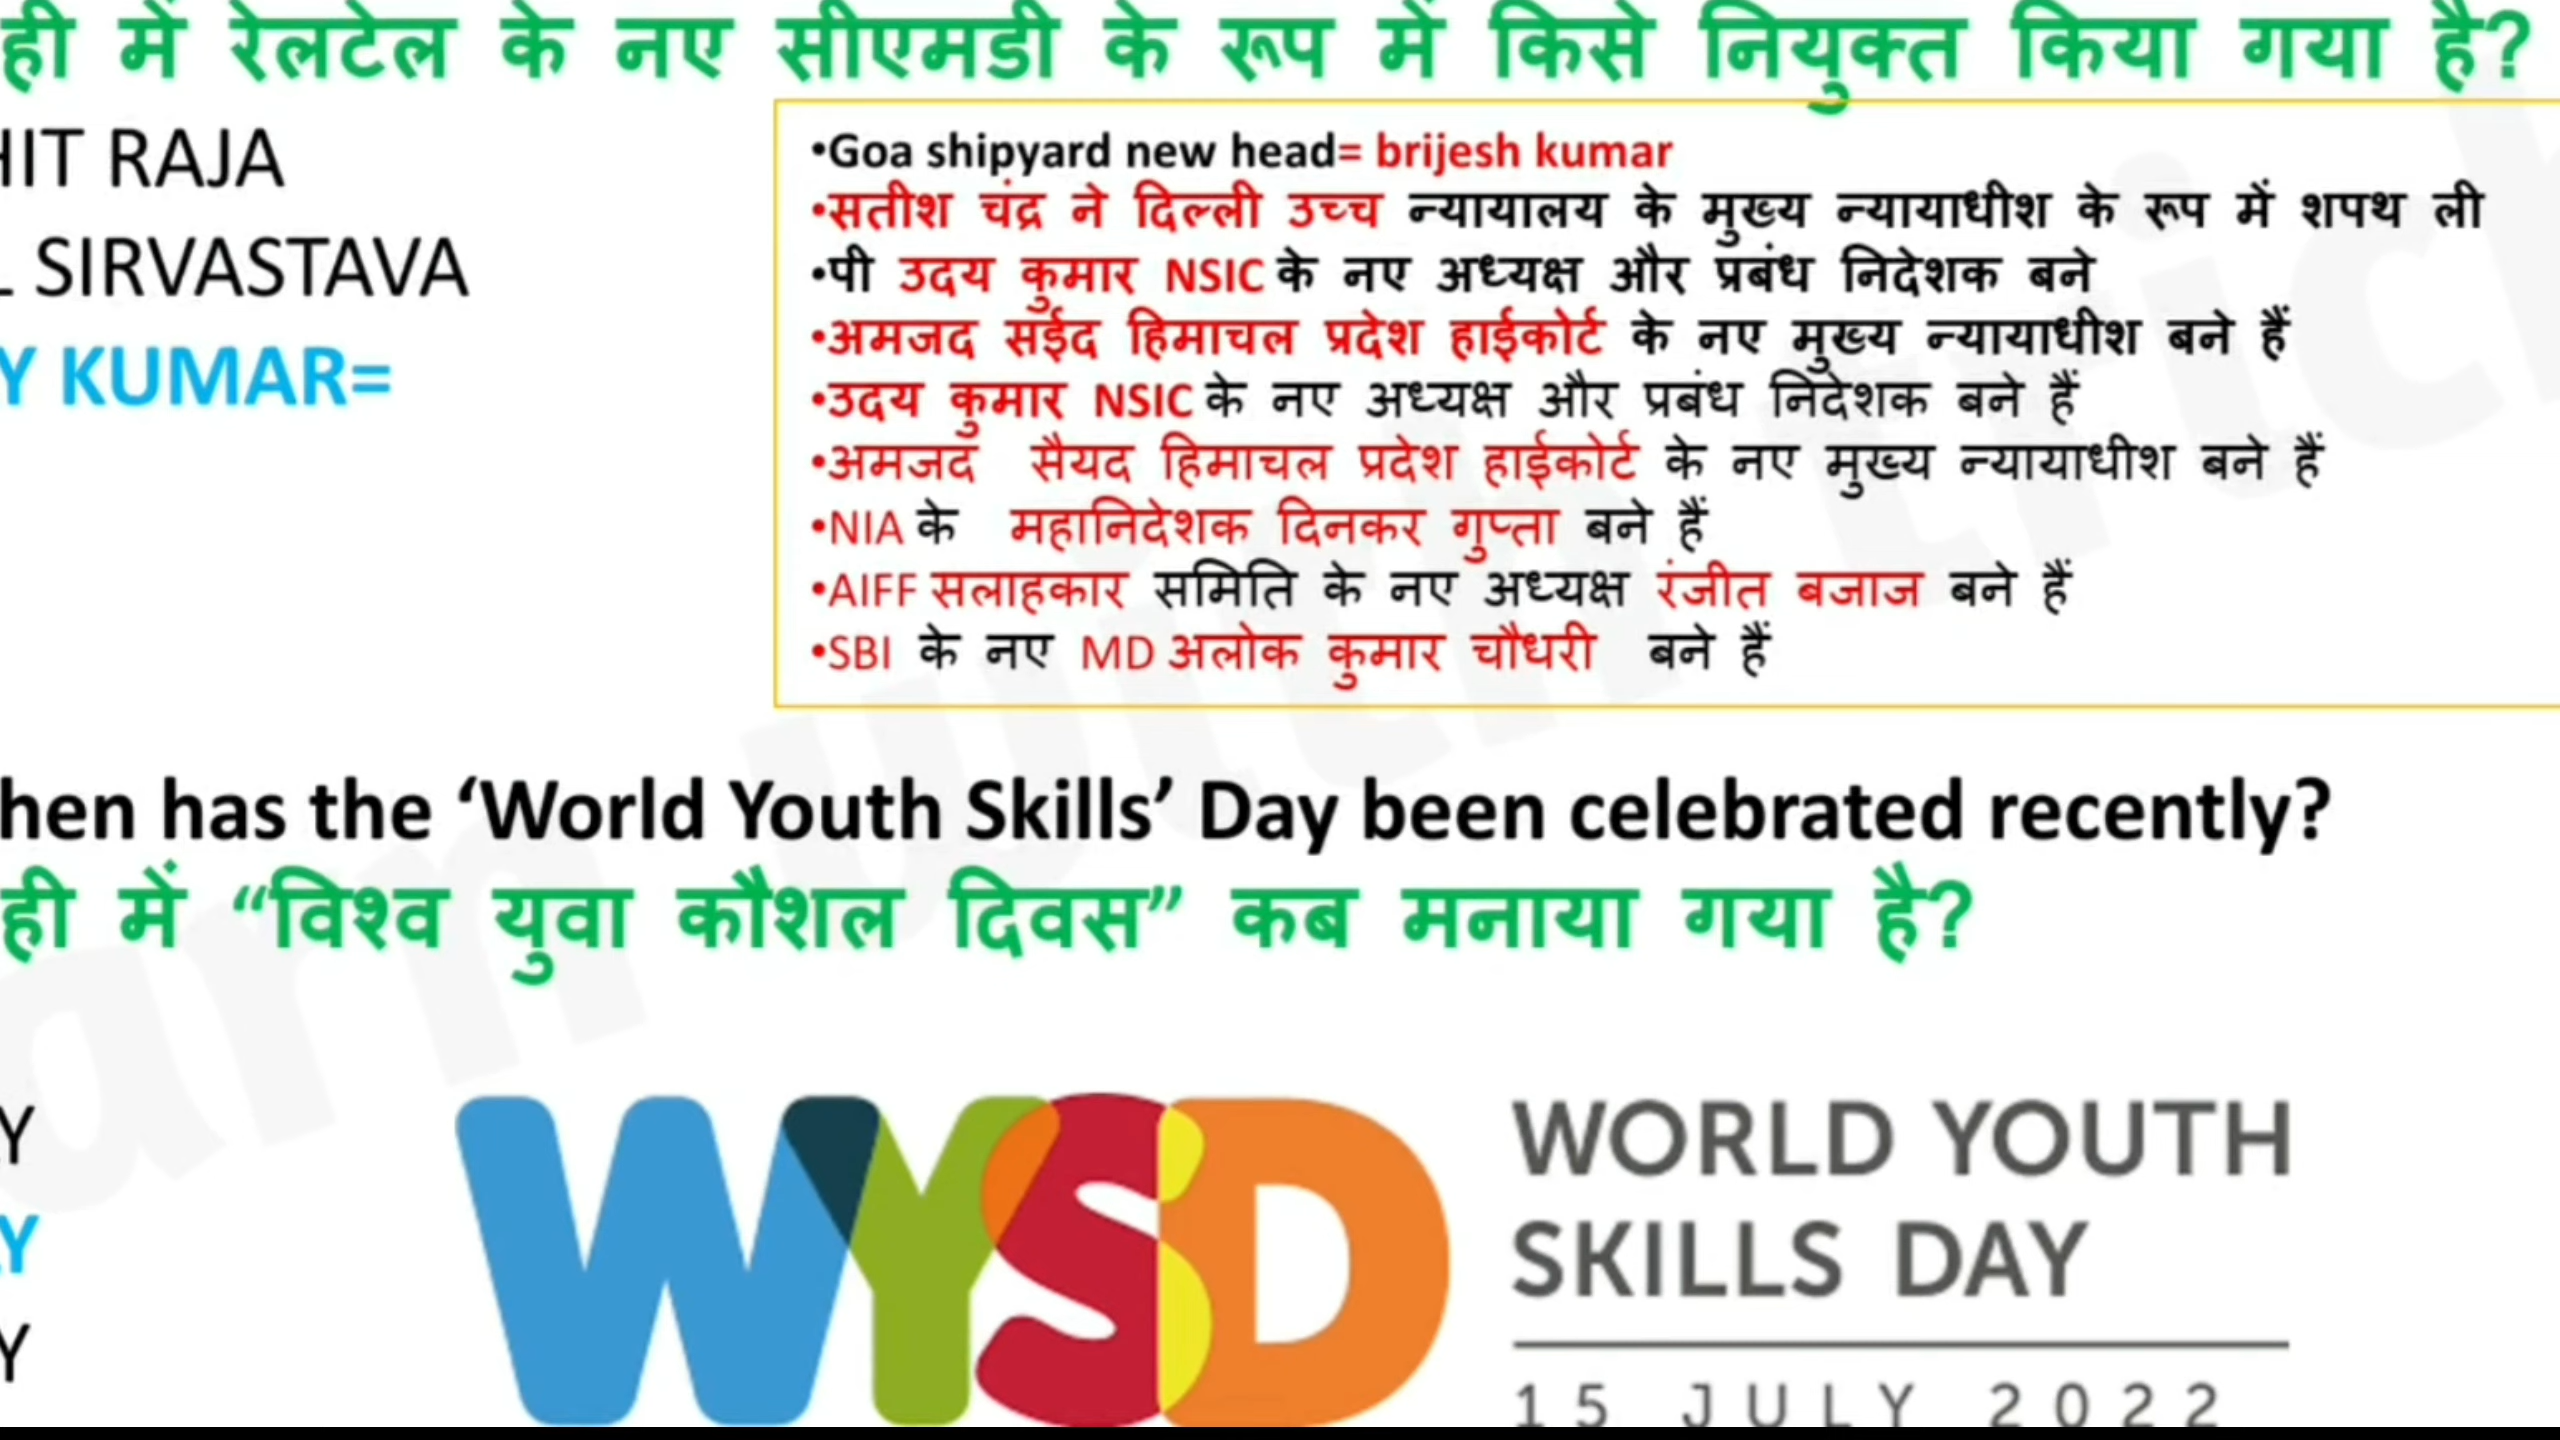 ही में रेलटेल के नए सीएमडी के रूप में किसे नियुक्त किया गया है?
HIT RAJA
L SIRVASTAVA
Y KUMAR=
•Goa shipyard new head= brijesh kumar
•सतीश चंद्र ने दिल्ली उच्च न्यायालय के मुख्य न्यायाधीश के रूप में शपथ ली
•पी उदय कुमार NSIC के नए अध्यक्ष और प्रबंध निदेशक बने
•अमजद सईद हिमाचल प्रदेश हाईकोर्ट के नए मुख्य न्यायाधीश बने हैं
•उदय कुमार NSIC के नए अध्यक्ष और प्रबंध निदेशक बने हैं
•अमजद सैयद हिमाचल प्रदेश हाईकोर्ट के नए मुख्य न्यायाधीश बने हैं
•NIA के महानिदेशक दिनकर गुप्ता बने हैं
•AIFF सलाहकार समिति के नए अध्यक्ष रंजीत बजाज बने हैं
•SBI के नए MD अलोक कुमार चौधरी बने हैं
hen has the ‘World Youth Skills’ Day been celebrated recently?
ही में “विश्व युवा कौशल दिवस” कब मनाया गया है?
Y
Y
Y
WYSD
WORLD YOUTH
SKILLS DAY
15 JULY 2022